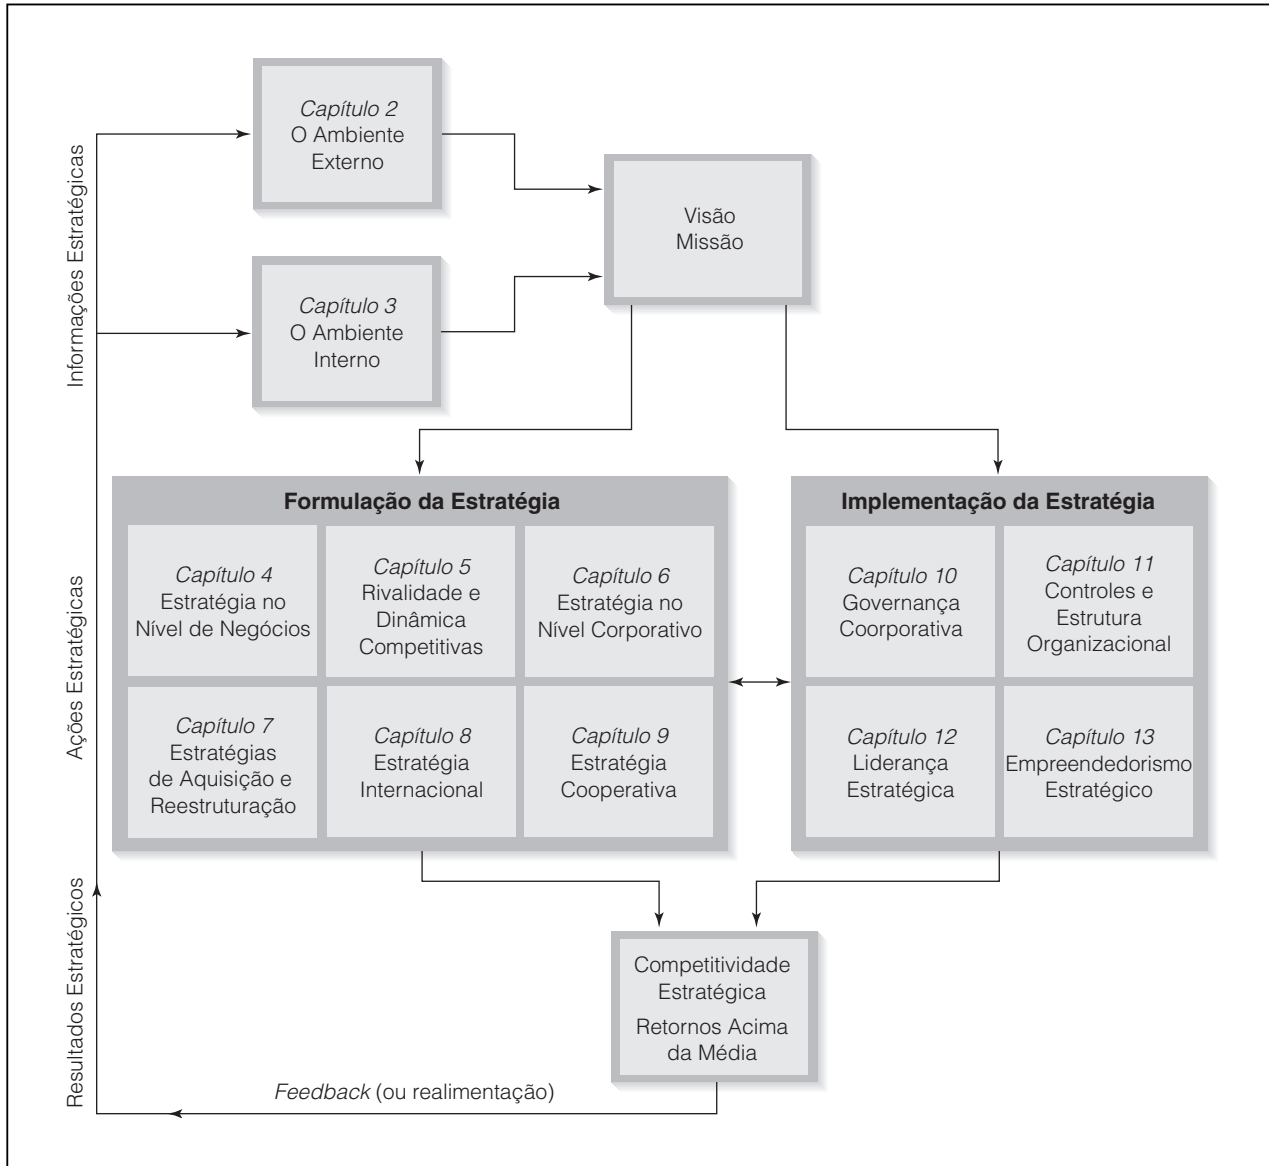 Informações Estratégicas
Capítulo 2
O Ambiente
Externo
Capítulo 3
O Ambiente
Interno
Visão
Missão
Ações Estratégicas
Formulação da Estratégia
Capítulo 4
Estratégia no
Nível de Negócios
Capítulo 5
Rivalidade e
Dinâmica
Competitivas
Capítulo 6
Estratégia no
Nível Corporativo
Capítulo 7
Estratégias
de Aquisição e
Reestruturação
Capítulo 8
Estratégia
Internacional
Capítulo 9
Estratégia
Cooperativa
Implementação da Estratégia
Capítulo 10
Governança
Coorporativa
Capítulo 11
Controles e
Estrutura
Organizacional
Capítulo 12
Liderança
Estratégica
Capítulo 13
Empreendedorismo
Estratégico
Resultados Estratégicos
Competitividade
Estratégica
Retornos Acima
da Média
Feedback (ou realimentação)